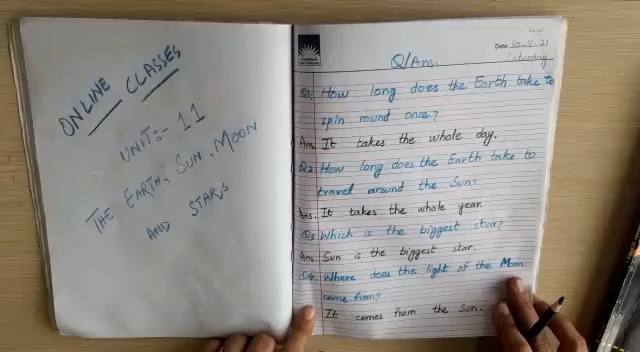 ONLINE CLASSES
UNIT:- 11
THE EARTH, SUN, MOON
AND STARS
Date:
Saturday
Q/Ans.
Q1. How long does the Earth take to
spin round once?
Ans. It takes the whole day.
Q2. How long does the Earth take to
travel around the Sun?
Ans. It takes the whole year.
Q3 Which is the biggest star?
Ans. Sun is the biggest star.
Q4. Where does the light of the Moon
come from?
It comes from the Sun.